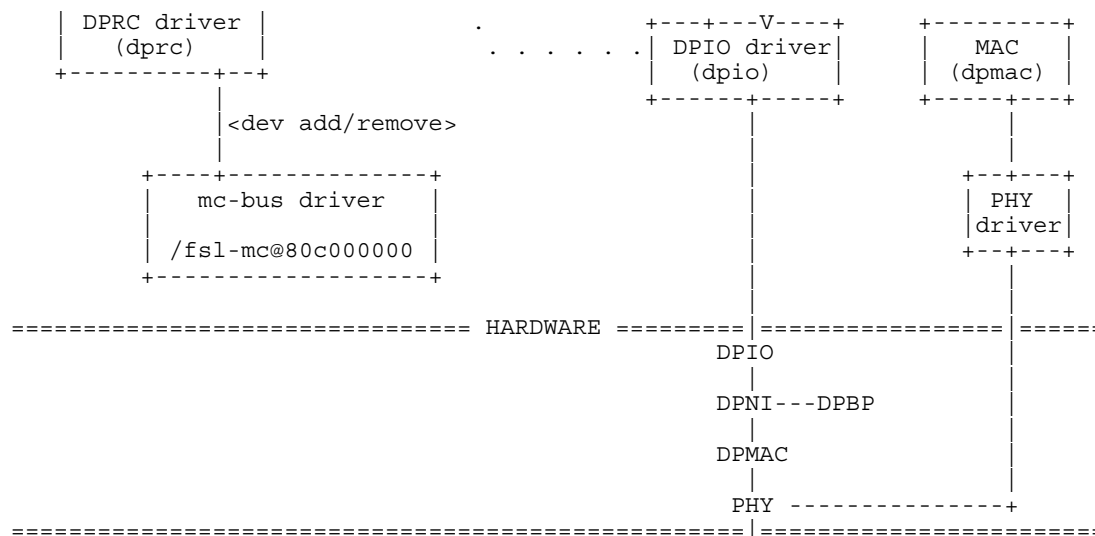 DPRC driver
(dprc)
DPIO driver
(dpio)
MAC
(dpmac)
<dev add/remove>
mc-bus driver
/fsl-mc@80c000000
PHY
driver
HARDWARE
DPIO
DPNI---DPBP
DPMAC
PHY